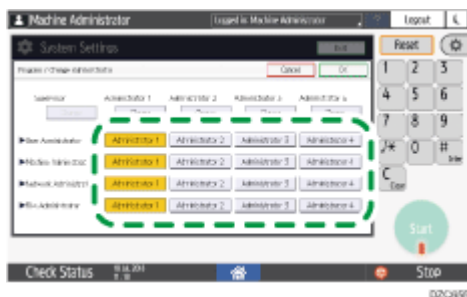 Machine Administrator
Logged in: Machine Administrator
Logout
System Settings
Exit
Reset
Program / Change Administrator
Cancel
OK
1 2 3
Supervisor Administrator 1 Administrator 2 Administrator 3 Administrator 4
4 5 6
Change Change Change Change
7 8 9
User Administrator Administrator 1 Administrator 2 Administrator 3 Administrator 4
Machine Administrator Administrator 1 Administrator 2 Administrator 3 Administrator 4
0 #
Network Administrator Administrator 1 Administrator 2 Administrator 3 Administrator 4
C
File Administrator Administrator 1 Administrator 2 Administrator 3 Administrator 4
Start
Check Status
Stop